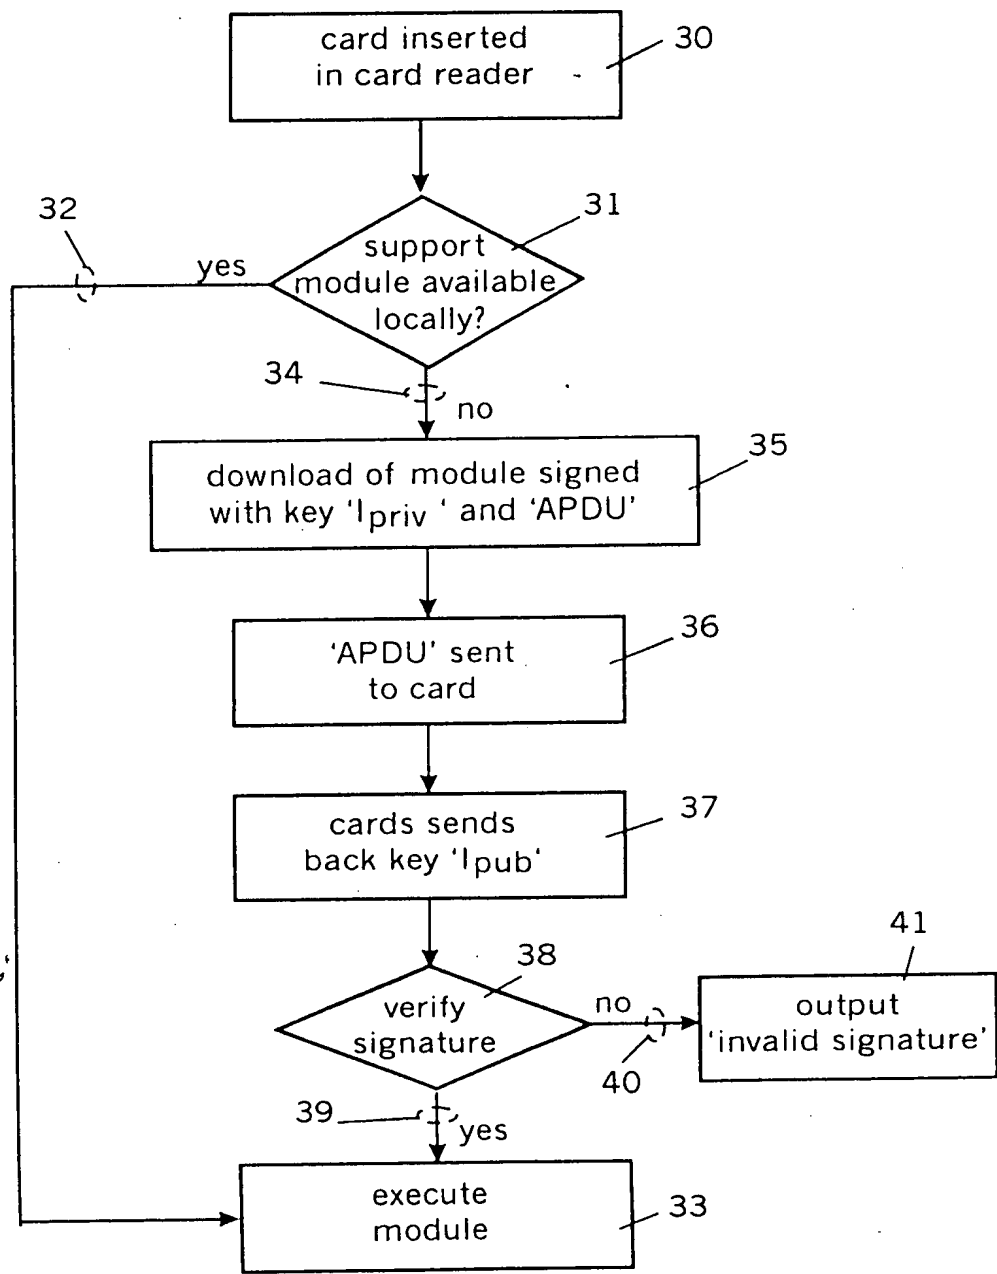 card inserted
in card reader
30
31
32
support
module available
locally?
yes
34
no
35
download of module signed
with key 'Ipriv ' and 'APDU'
36
'APDU' sent
to card
37
cards sends
back key 'Ipub'
38
verify
signature
no
40
41
output
'invalid signature'
39
yes
execute
module
33